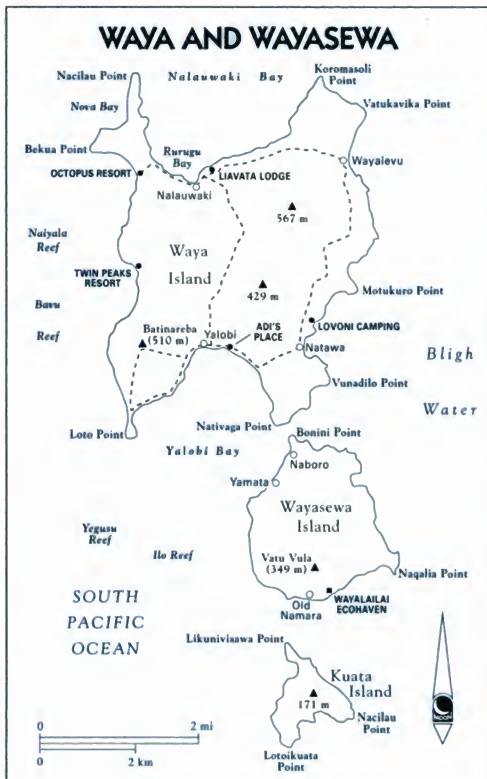 WAYA AND WAYASEWA
Nacilau Point
Nalauwaki Bay
Koromasoli
Point
Nova Bay
Vatukavika Point
Bekua Point
Rurugu
Bay
Wayalevu
OCTOPUS RESORT
LIAVATA LODGE
Nalauwaki
567 m
Naiyala
Reef
Waya
Island
TWIN PEAKS
RESORT
429 m
Motukuro Point
Bavu
Reef
Batinareba
(510 m)
Yalobi
ADI'S
PLACE
LOVONI CAMPING
Natawa
Bligh
Water
Vunadilo Point
Loto Point
Nativaga Point
Yalobi Bay
Bonini Point
Naboro
Yamata
Wayasewa
Island
Yegusu
Reef
Ilo Reef
Vatu Vula
(349 m)
Naqalia Point
SOUTH
PACIFIC
OCEAN
Old
Namara
WAYALAILAI
ECOHAVEN
Likunivisawa Point
Kuata
Island
171 m
Nacilau
Point
Lotoikuata
Point
0 2 mi
0 2 km
MOON